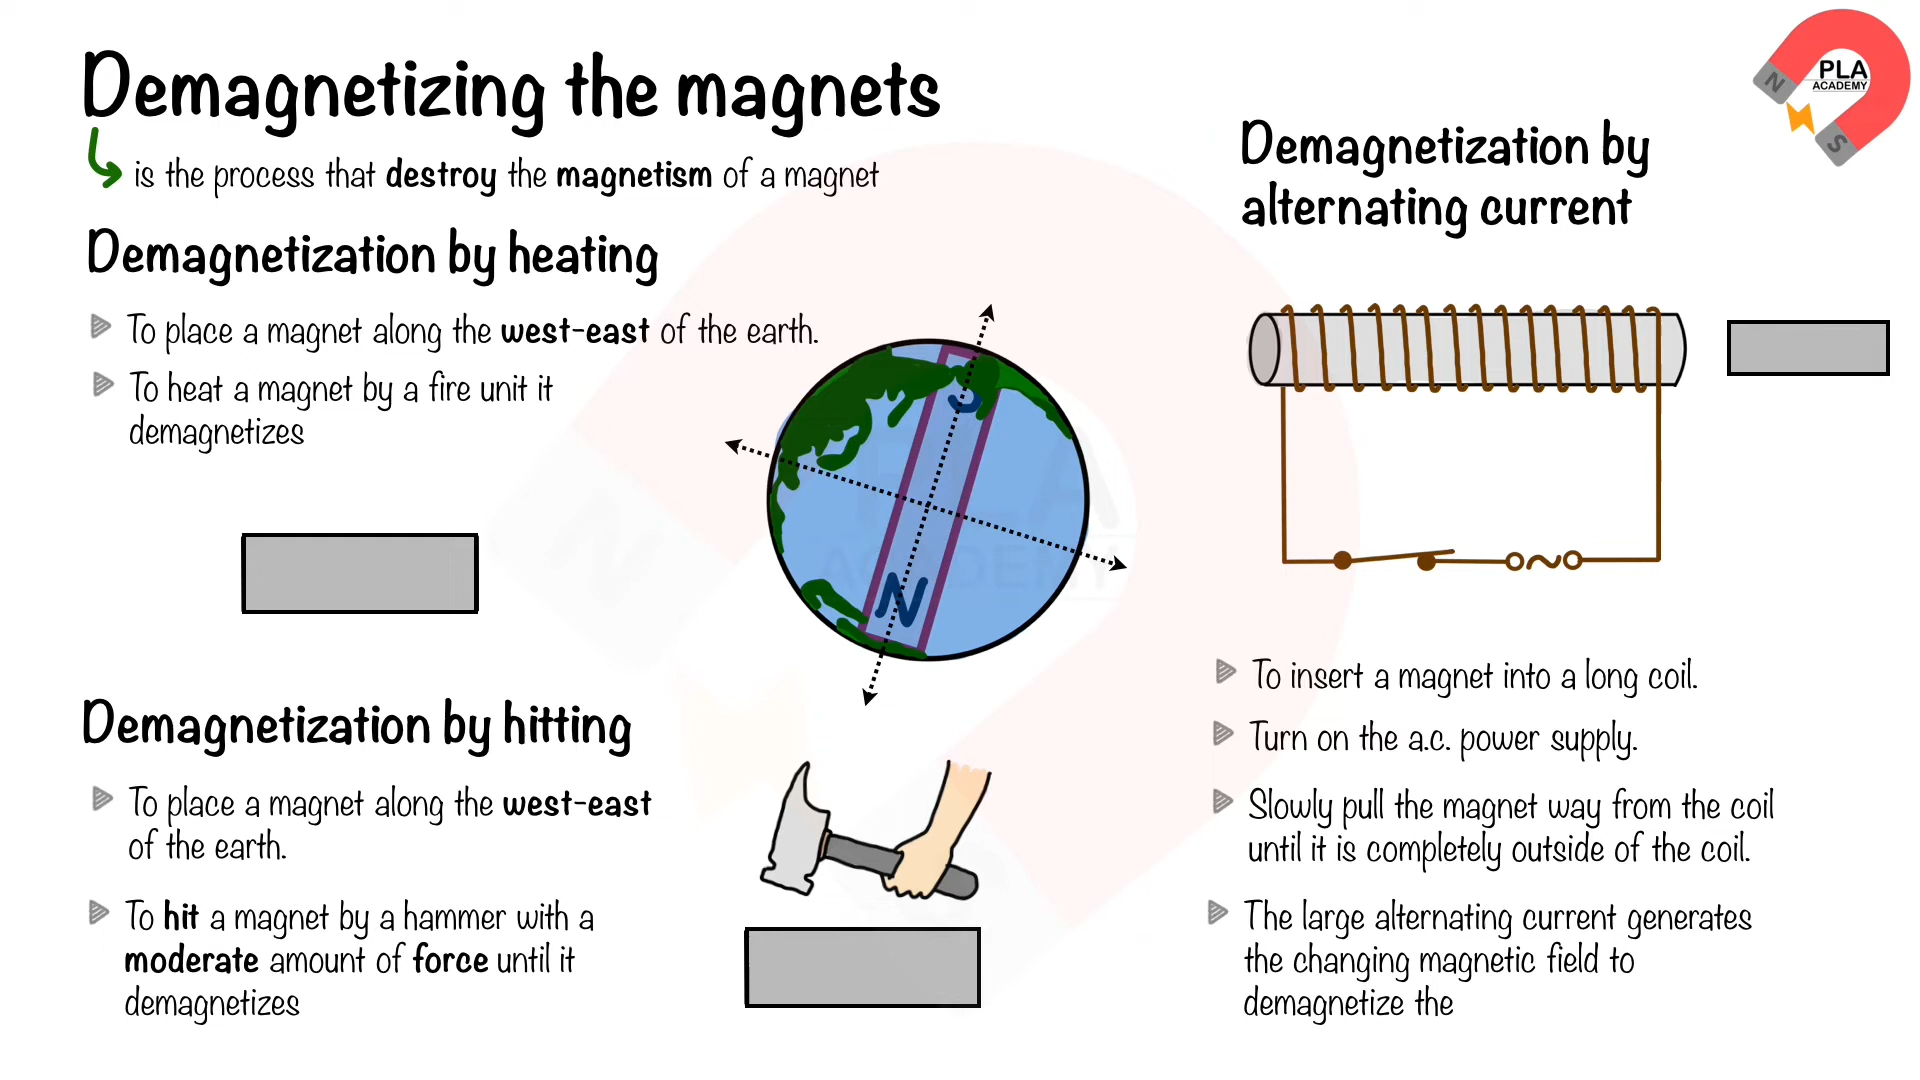 Demagnetizing the magnets
is the process that destroy the magnetism of a magnet
Demagnetization by heating
To place a magnet along the west-east of the earth.
To heat a magnet by a fire unit it
demagnetizes
S
N
Demagnetization by hitting
To place a magnet along the west-east
of the earth.
To hit a magnet by a hammer with a
moderate amount of force until it
demagnetizes
Demagnetization by
alternating current
To insert a magnet into a long coil.
Turn on the a.c. power supply.
Slowly pull the magnet way from the coil
until it is completely outside of the coil.
The large alternating current generates
the changing magnetic field to
demagnetize the
N
PLA
ACADEMY
S
N
PLA
ACADEMY